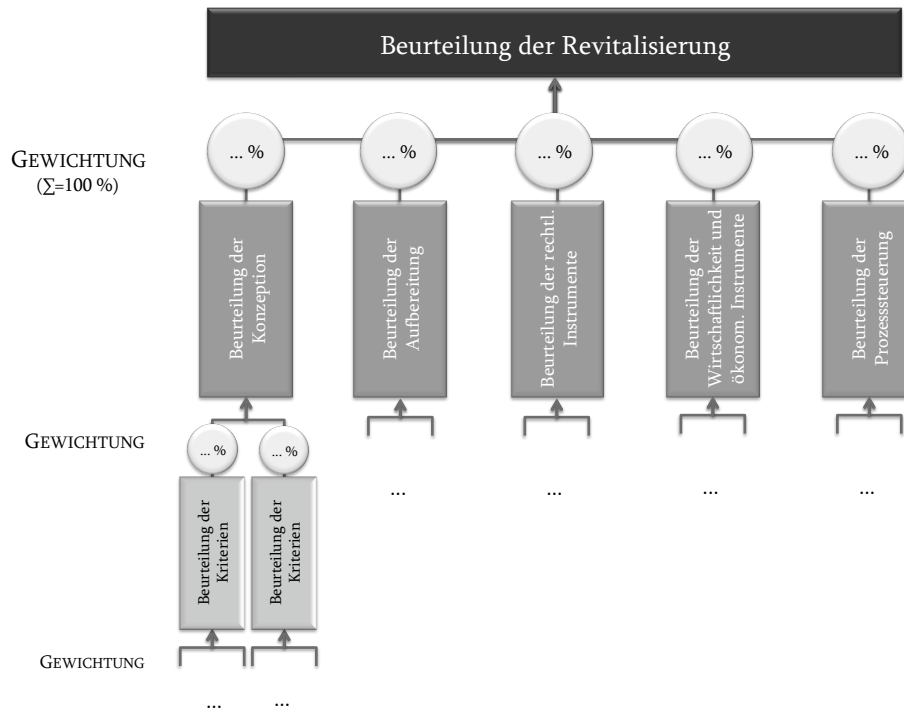 Beurteilung der Revitalisierung
GEWICHTUNG
(∑=100 %)
... %
... %
... %
... %
... %
Beurteilung der
Konzeption
Beurteilung der
Aufbereitung
Beurteilung der rechtl.
Instrumente
Beurteilung der
Wirtschaftlichkeit und
ökonom. Instrumente
Beurteilung der
Prozesssteuerung
GEWICHTUNG
... %
... %
...
...
...
...
Beurteilung der
Kriterien
Beurteilung der
Kriterien
GEWICHTUNG
...
...